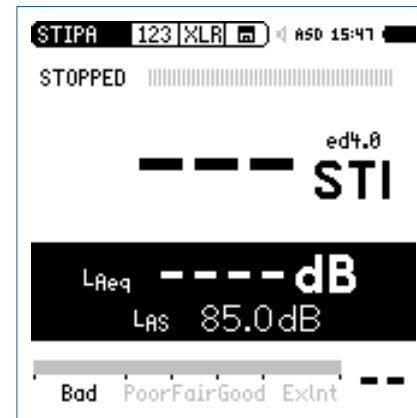 STIPA 123 XLR ASD 15:47
STOPPED
ed4.0
--- STI
LAeq ----dB
LAS 85.0dB
Bad Poor Fair Good Exlnt --